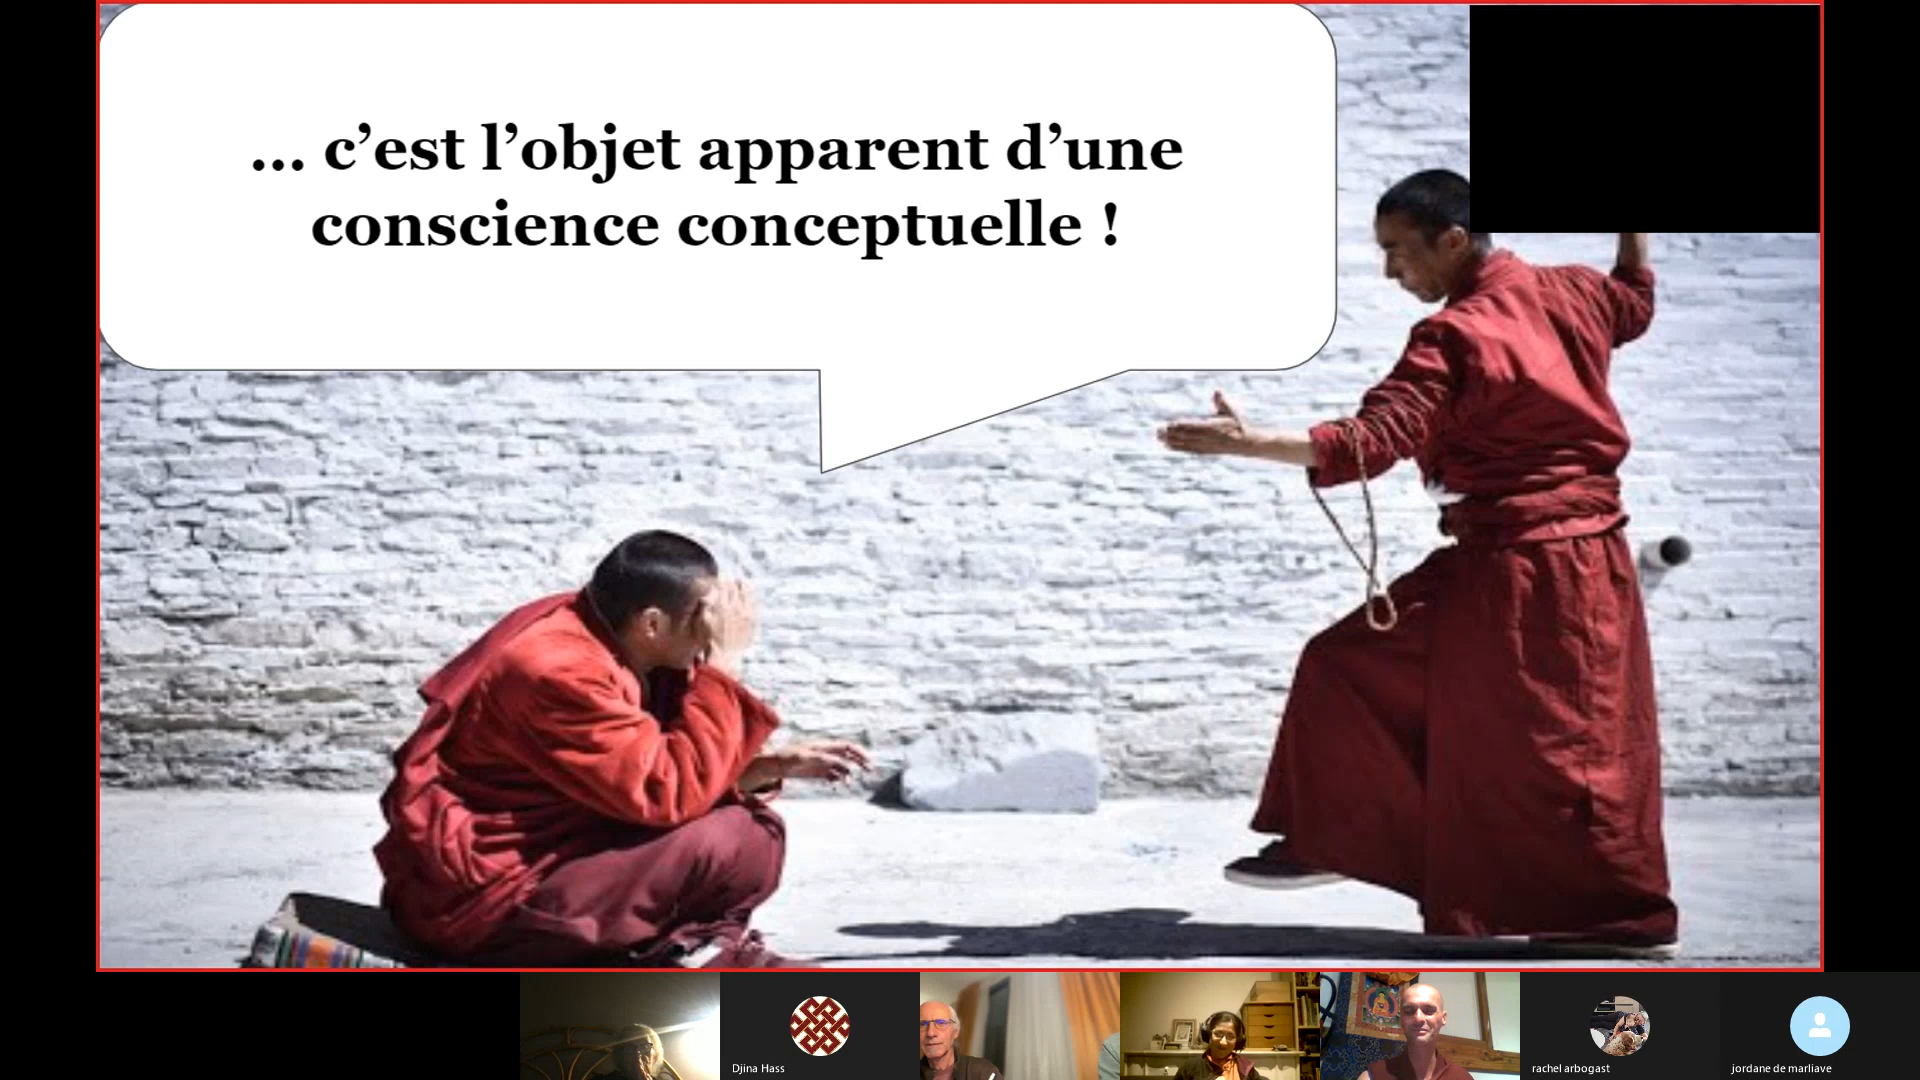 ... c’est l’objet apparent d’une
conscience conceptuelle !
Djina Hass
rachel arbogast
jordane de marliave